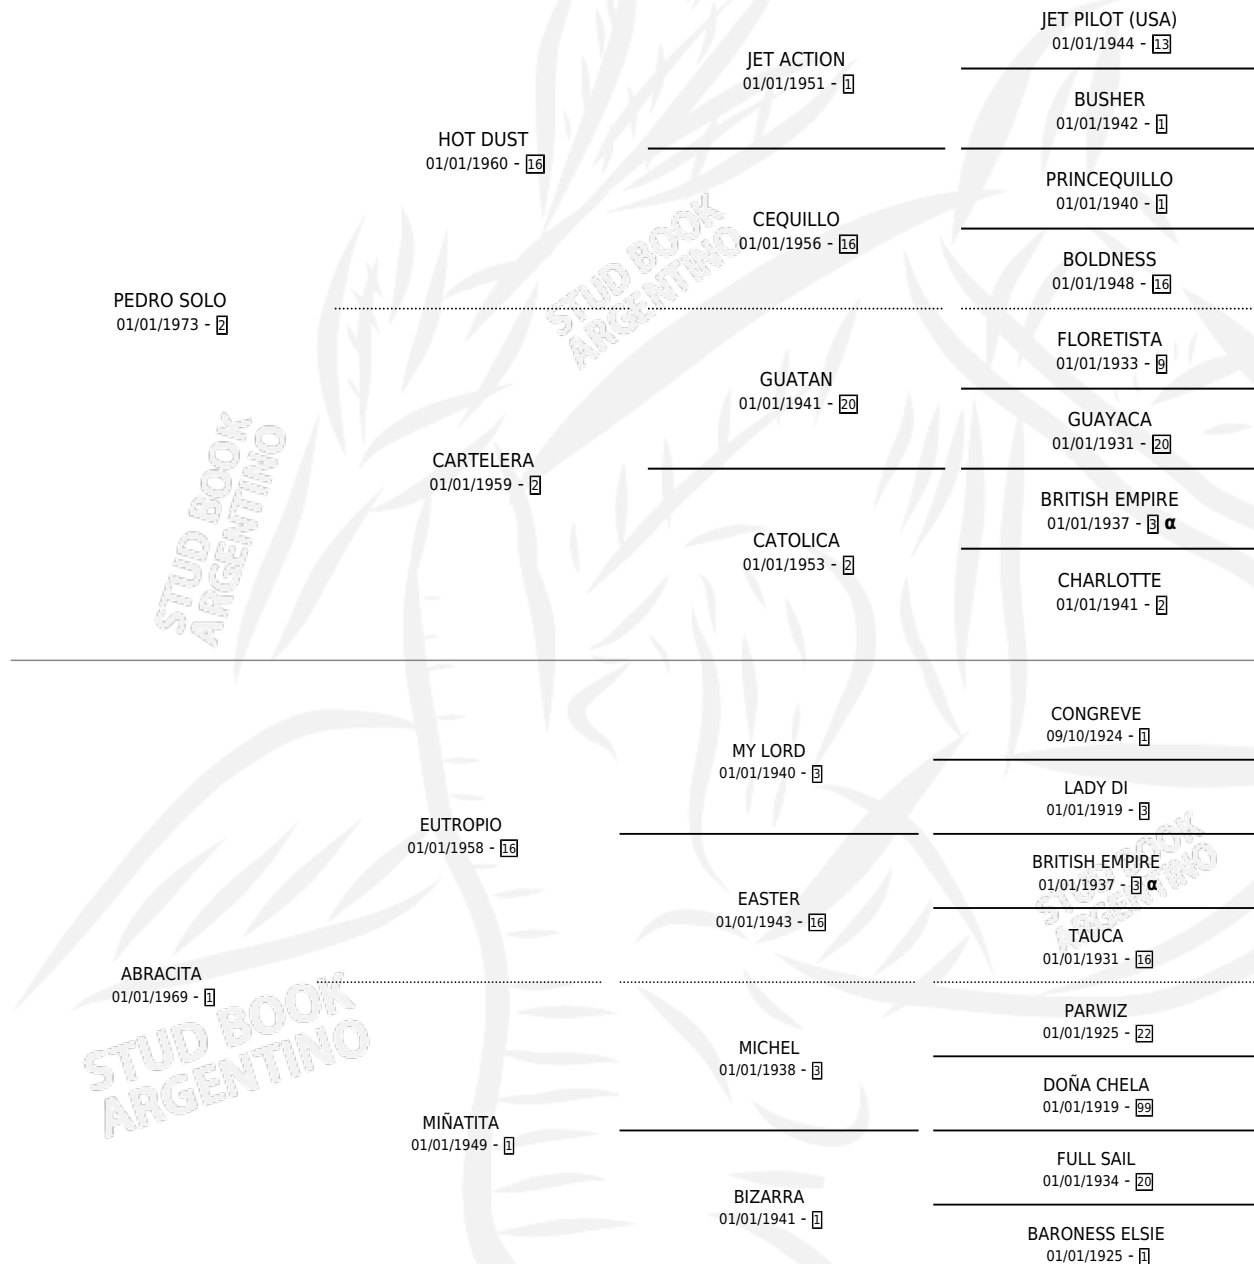 JET PILOT (USA)
01/01/1944 - 13
JET ACTION
01/01/1951 - 1
BUSHER
01/01/1942 - 1
HOT DUST
01/01/1960 - 16
PRINCEQUILLO
01/01/1940 - 1
CEQUILLO
01/01/1956 - 16
BOLDNESS
01/01/1948 - 16
PEDRO SOLO
01/01/1973 - 2
FLORETISTA
01/01/1933 - 9
GUATAN
01/01/1941 - 20
GUAYACA
01/01/1931 - 20
CARTELERA
01/01/1959 - 2
BRITISH EMPIRE
01/01/1937 - 3 α
CATOLICA
01/01/1953 - 2
CHARLOTTE
01/01/1941 - 2
CONGREVE
09/10/1924 - 1
MY LORD
01/01/1940 - 3
LADY DI
01/01/1919 - 3
EUTROPIO
01/01/1958 - 16
BRITISH EMPIRE
01/01/1937 - 3 α
EASTER
01/01/1943 - 16
TAUCA
01/01/1931 - 16
ABRACITA
01/01/1969 - 1
PARWIZ
01/01/1925 - 22
MICHEL
01/01/1938 - 3
DOÑA CHELA
01/01/1919 - 99
MIÑATITA
01/01/1949 - 1
FULL SAIL
01/01/1934 - 20
BIZARRA
01/01/1941 - 1
BARONESS ELSIE
01/01/1925 - 1
STUD BOOK
ARGENTINO
STUD BOOK
ARGENTINO
STUD BOOK
ARGENTINO
STUD BOOK
ARGENTINO